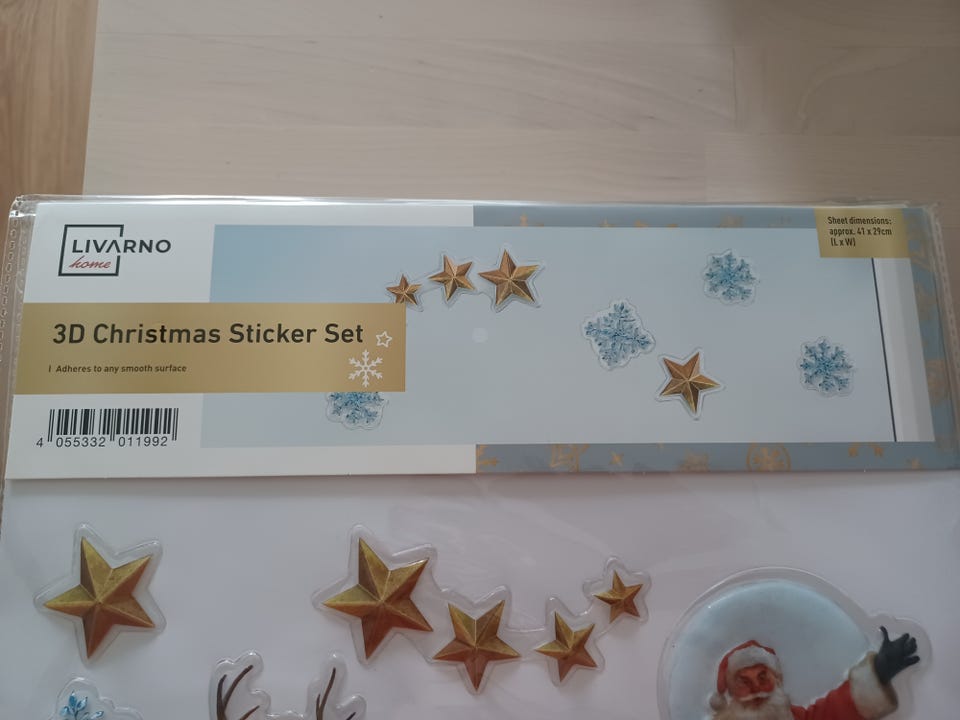 LIVARNO
home
Sheet dimensions:
approx. 41 x 29cm
(L x W)
3D Christmas Sticker Set
| Adheres to any smooth surface
4 055332 011992